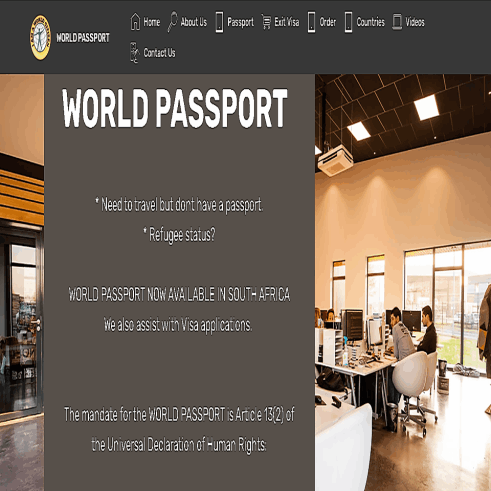 WORLD PASSPORT
Home
About Us
Passport
Exit Visa
Order
Countries
Videos
Contact Us
WORLD PASSPORT
* Need to travel but dont have a passport.
* Refugee status?
WORLD PASSPORT NOW AVAILABLE IN SOUTH AFRICA
We also assist with Visa applications.
The mandate for the WORLD PASSPORT is Article 13(2) of
the Universal Declaration of Human Rights: